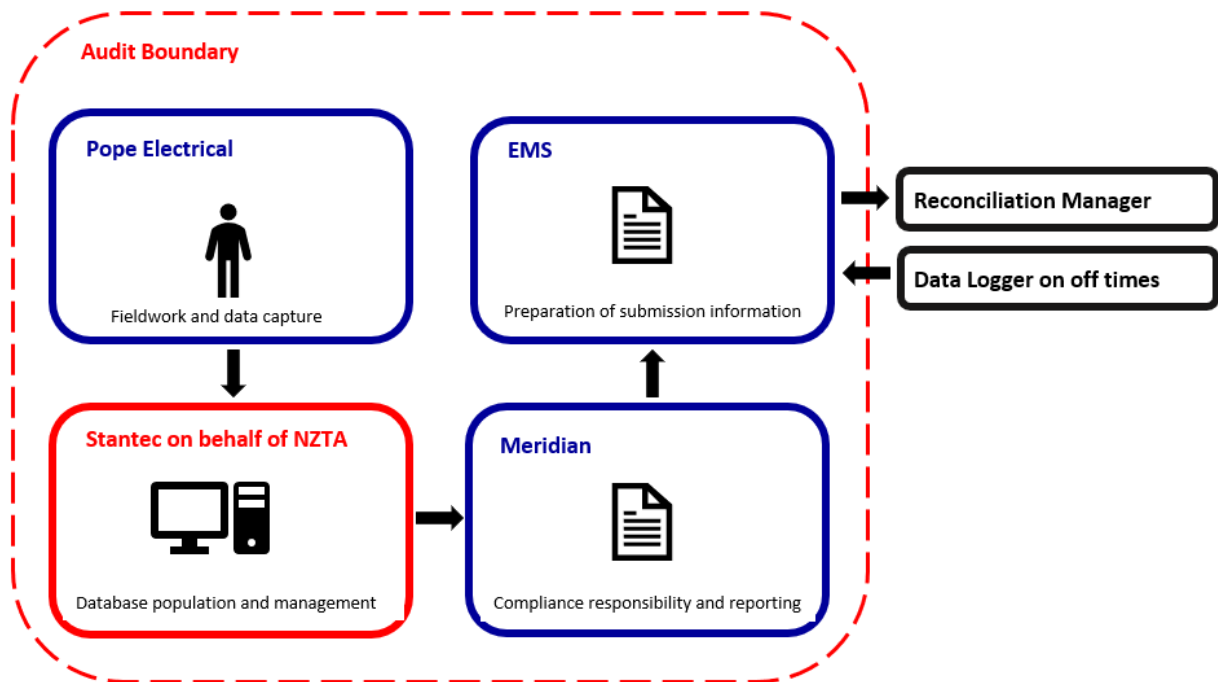 Audit Boundary
Pope Electrical
Fieldwork and data capture
EMS
Preparation of submission information
Reconciliation Manager
Data Logger on off times
Stantec on behalf of NZTA
Database population and management
Meridian
Compliance responsibility and reporting